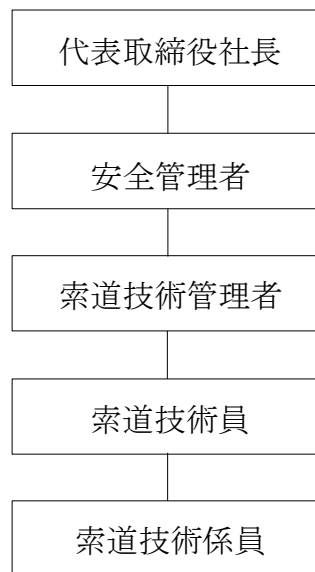 代表取締役社長
安全管理者
索道技術管理者
索道技術員
索道技術係員